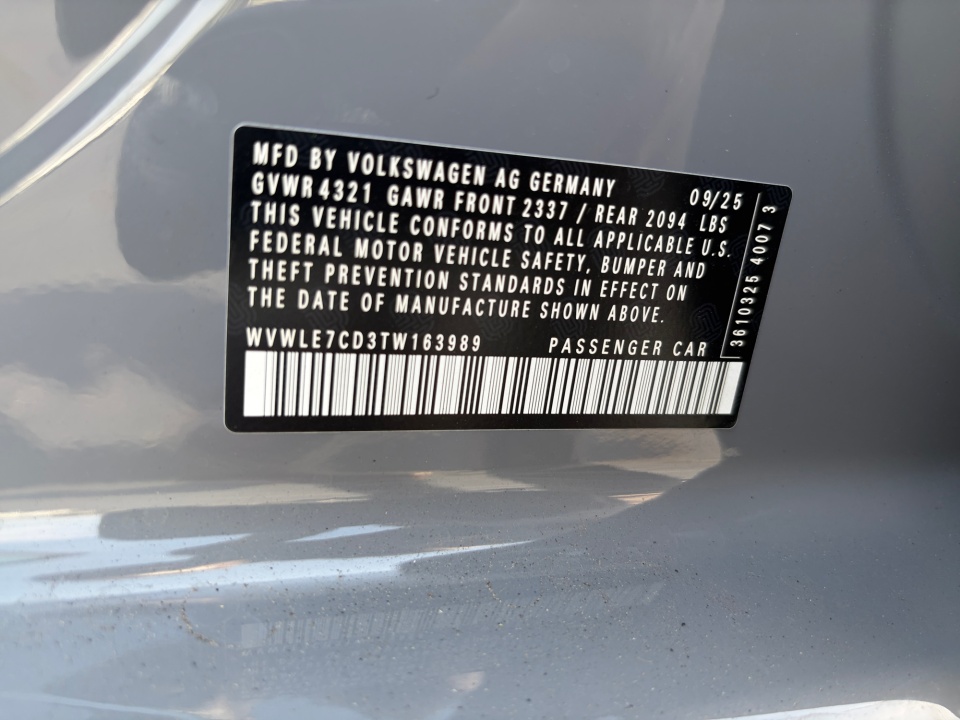 MFD BY VOLKSWAGEN AG GERMANY 09/25
GVWR 4321 GAWR FRONT 2337 / REAR 2094 LBS
THIS VEHICLE CONFORMS TO ALL APPLICABLE U.S.
FEDERAL MOTOR VEHICLE SAFETY, BUMPER AND
THEFT PREVENTION STANDARDS IN EFFECT ON
THE DATE OF MANUFACTURE SHOWN ABOVE.
WVWLE7CD3TW163989 PASSENGER CAR
3610325 4007 3